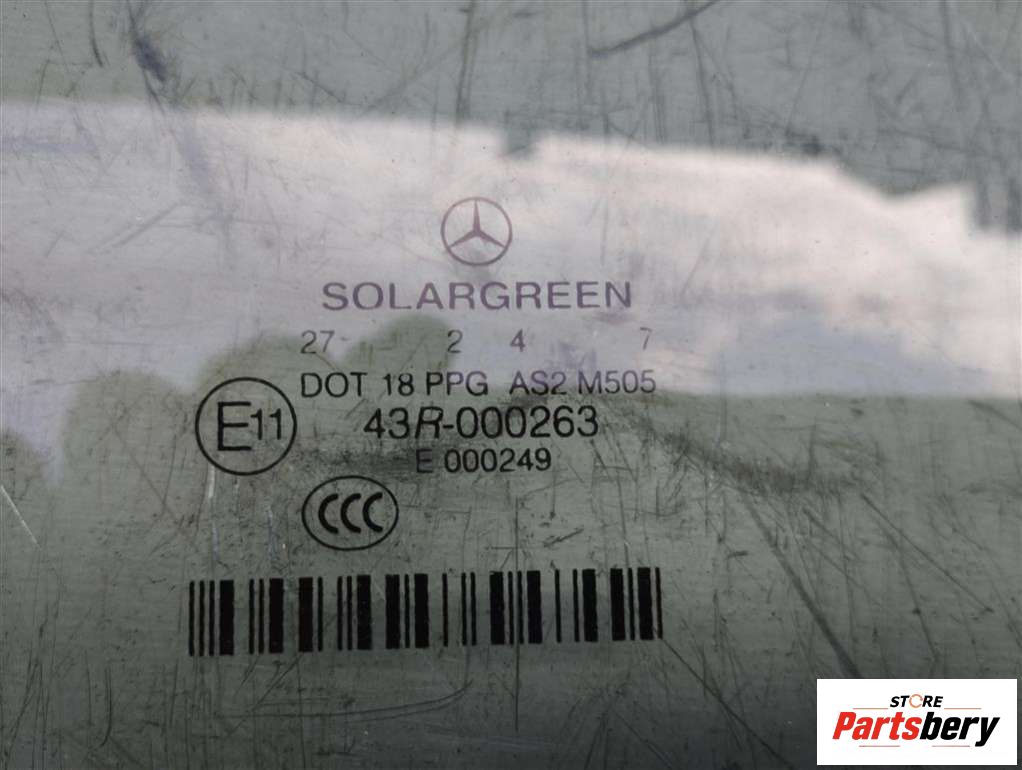 SOLARGREEN
27 2 4 7
DOT 18 PPG AS2 M505
E11
43R-000263
E 000249
CCC
STORE
Partsbery